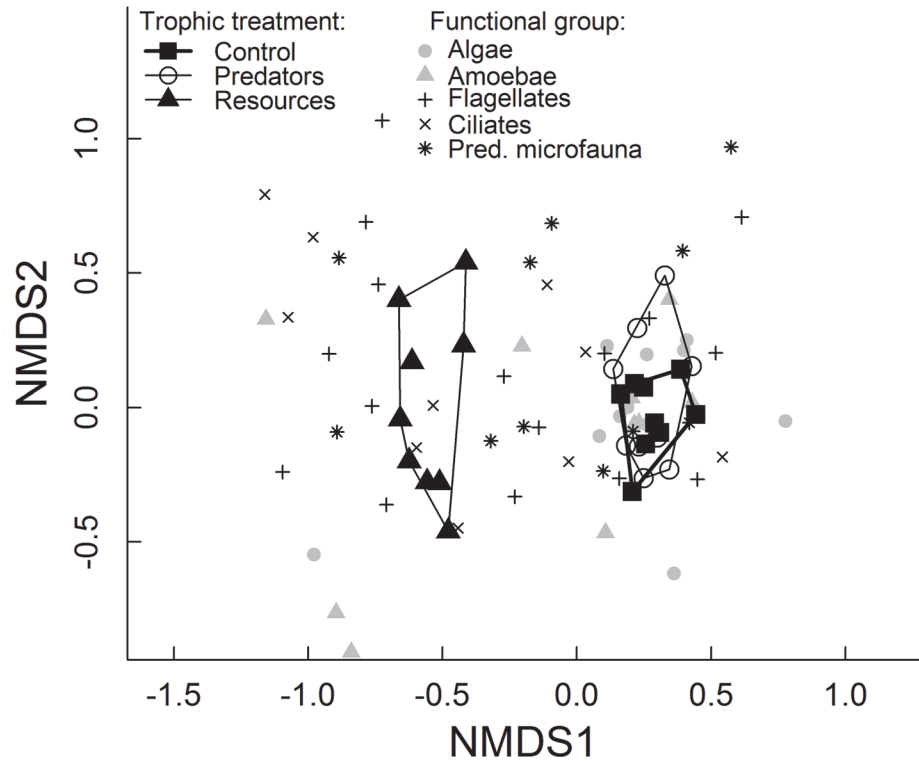 Trophic treatment:
Control
Predators
Resources
Functional group:
Algae
Amoebae
Flagellates
Ciliates
Pred. microfauna
NMDS2
1.0
0.5
0.0
-0.5
-1.5 -1.0 -0.5 0.0 0.5 1.0
NMDS1